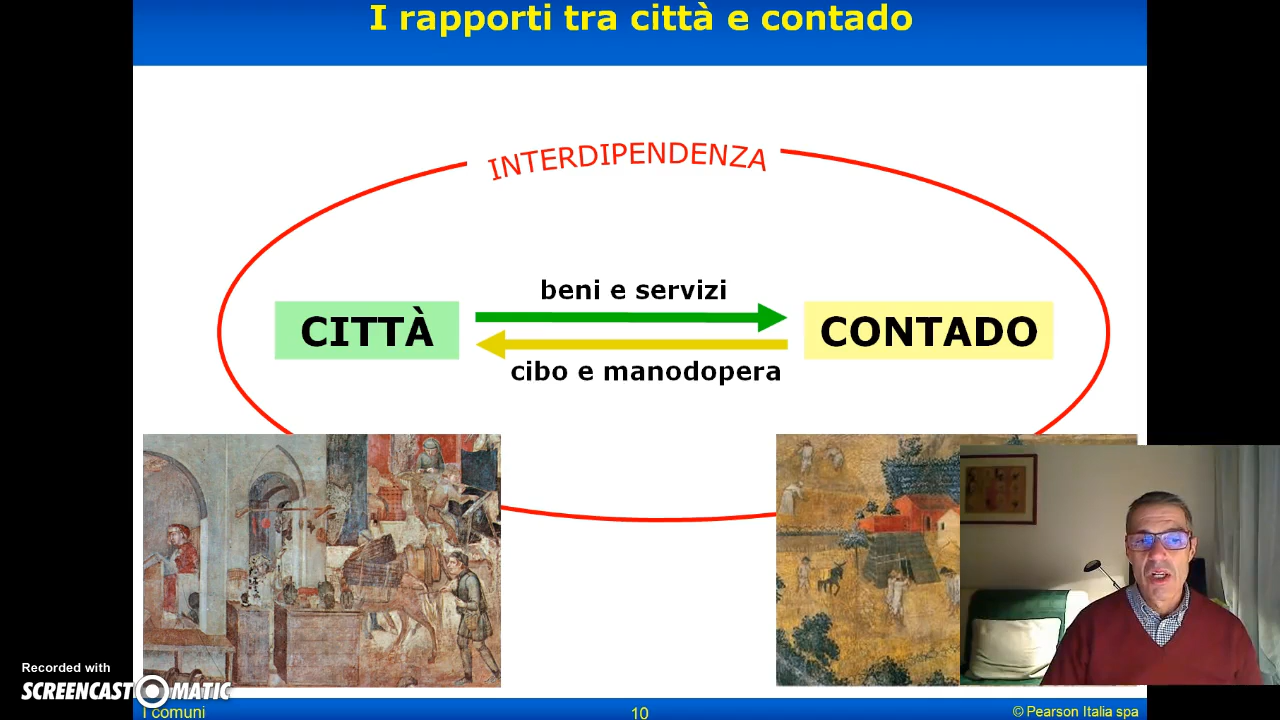 I rapporti tra città e contado
INTERDIPENDENZA
beni e servizi
CITTÀ
CONTADO
cibo e manodopera
Recorded with
SCREENCAST-O-MATIC
I comuni
10
© Pearson Italia spa